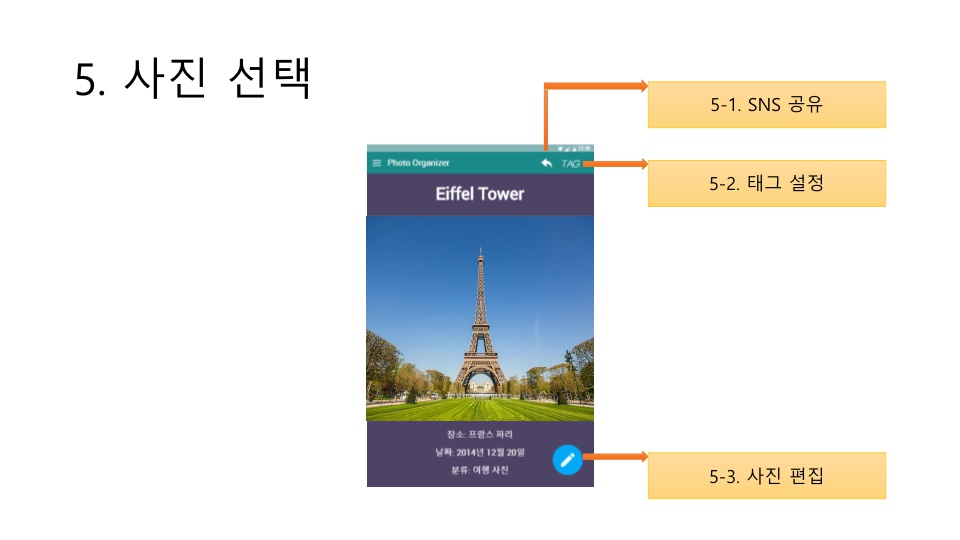 5. 사진 선택
5-1. SNS 공유
12:30
Photo Organizer
TAG
5-2. 태그 설정
Eiffel Tower
장소: 프랑스 파리
날짜: 2014년 12월 20일
분류: 여행 사진
5-3. 사진 편집